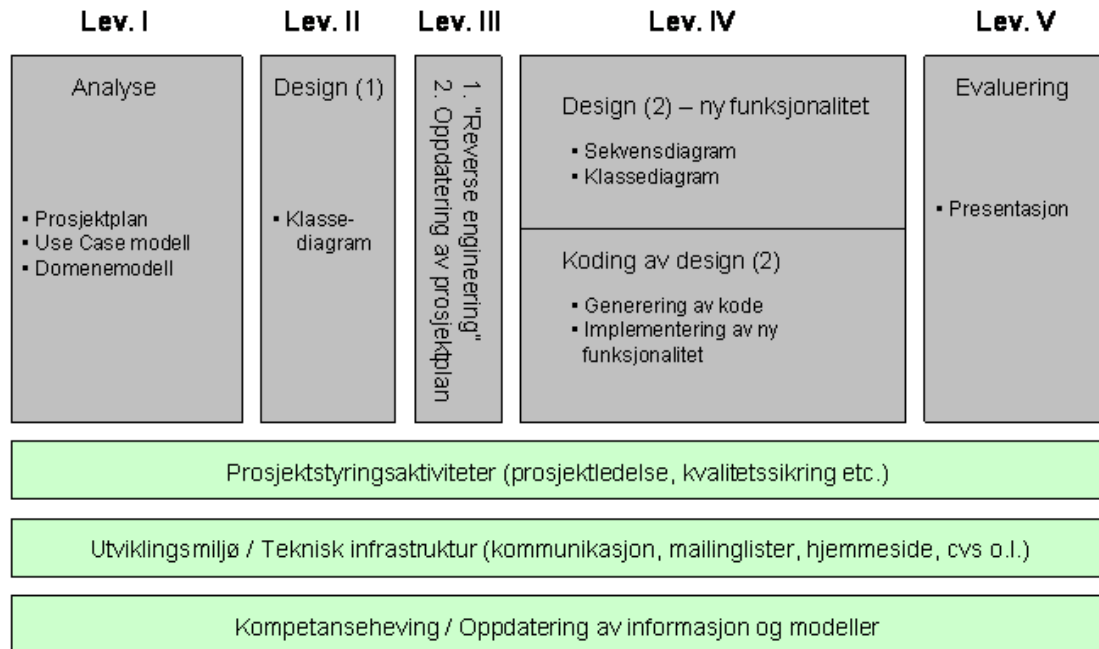 Lev. I
Lev. II
Lev. III
Lev. IV
Lev. V
Analyse
▪ Prosjektplan
▪ Use Case modell
▪ Domenemodell
Design (1)
▪ Klasse-
diagram
1. "Reverse engineering"
2. Oppdatering av prosjektplan
Design (2) – ny funksjonalitet
▪ Sekvensdiagram
▪ Klassediagram
Koding av design (2)
▪ Generering av kode
▪ Implementering av ny
funksjonalitet
Evaluering
▪ Presentasjon
Prosjektstyringsaktiviteter (prosjektledelse, kvalitetssikring etc.)
Utviklingsmiljø / Teknisk infrastruktur (kommunikasjon, mailinglister, hjemmeside, cvs o.l.)
Kompetanseheving / Oppdatering av informasjon og modeller